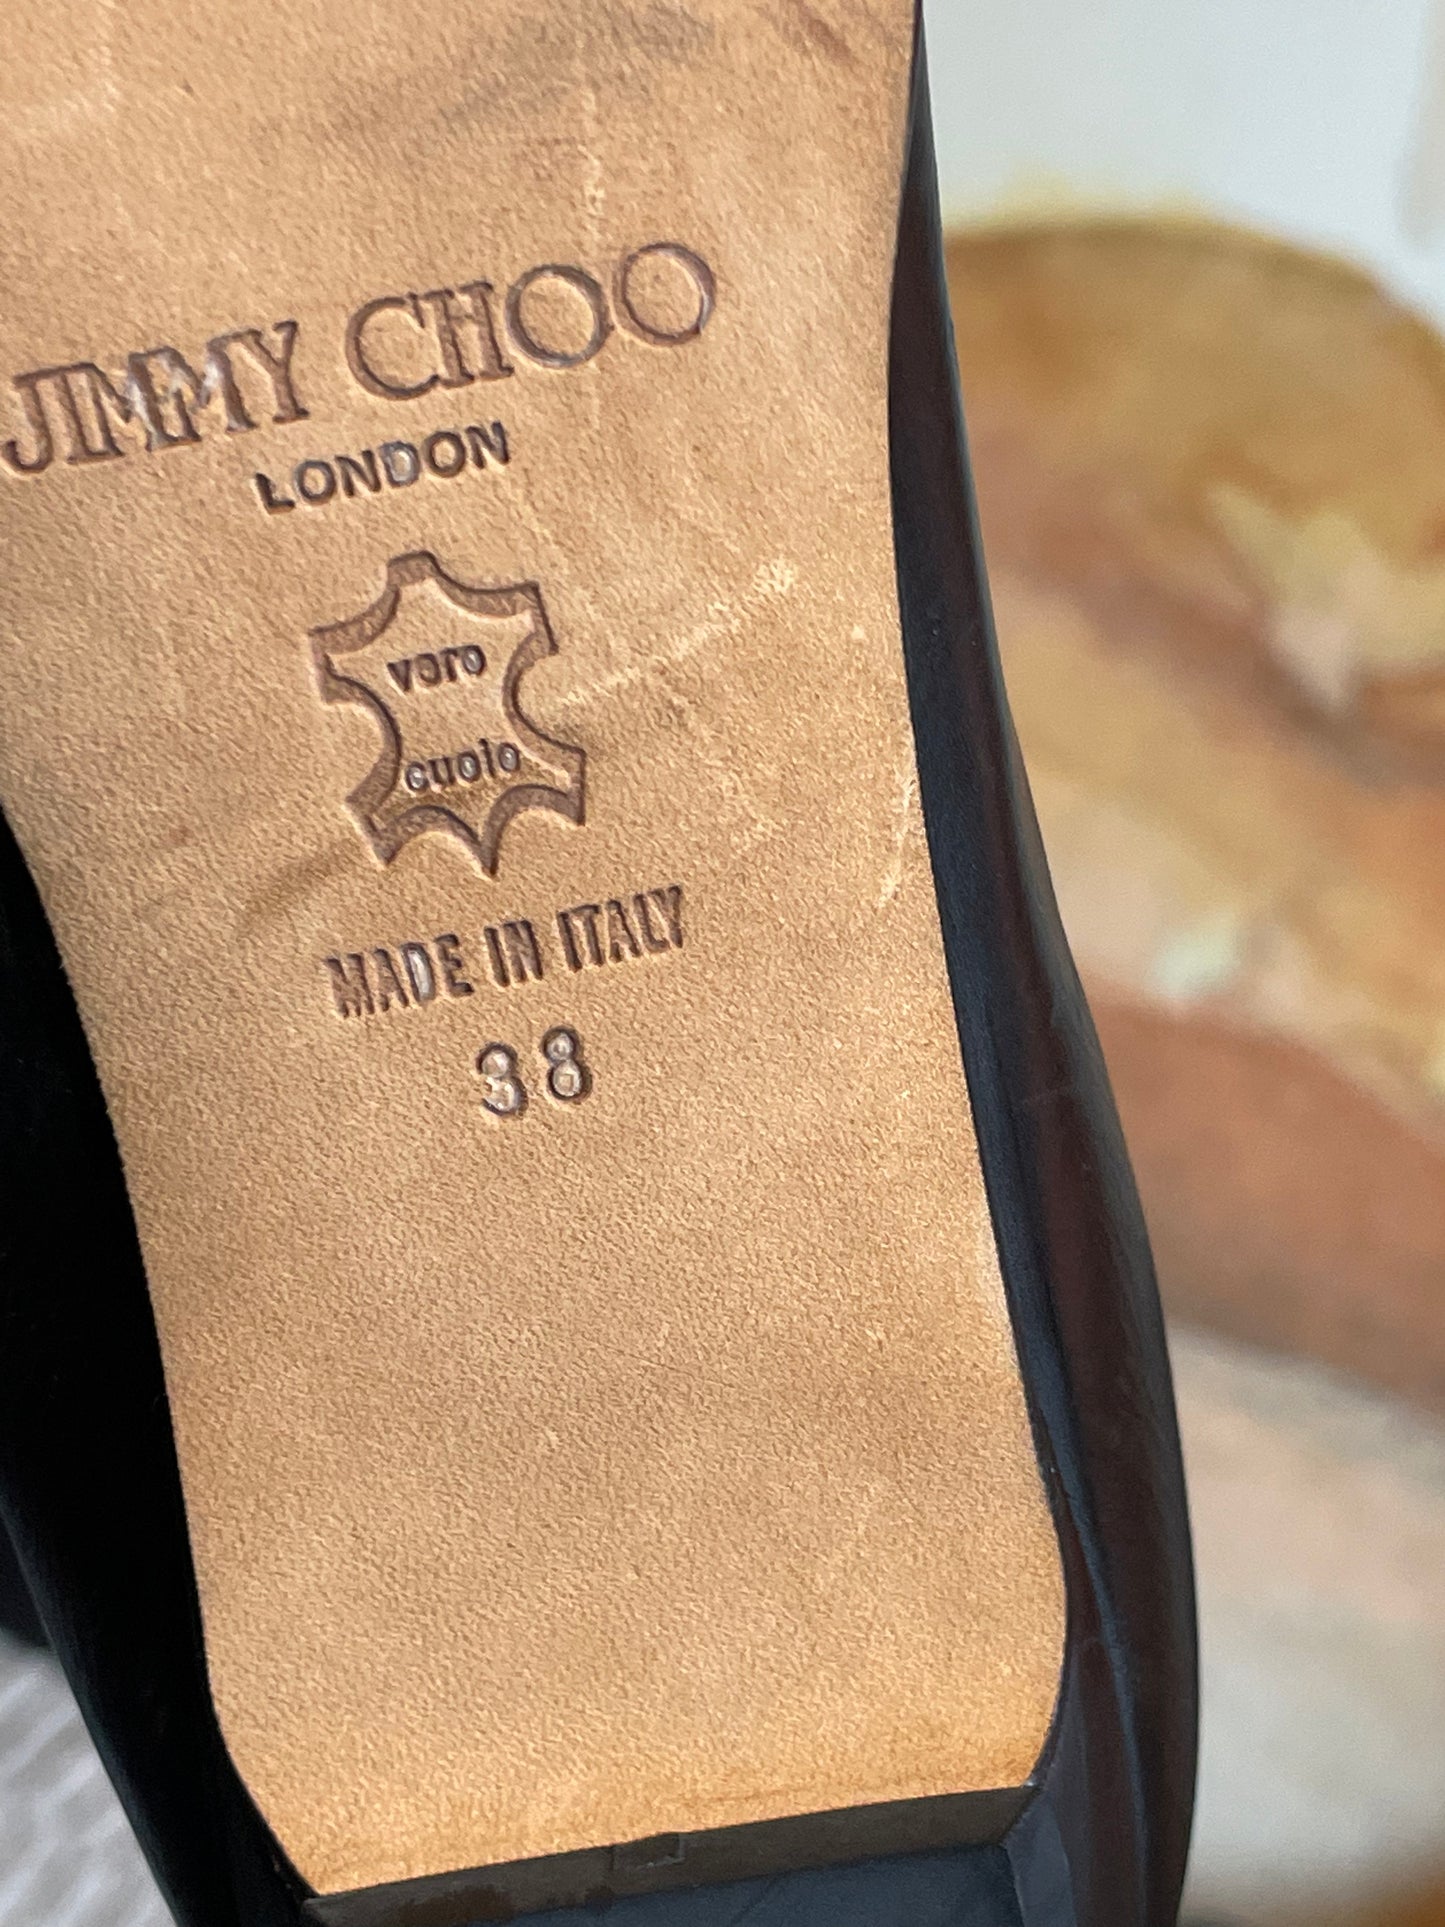 JIMMY CHOO
LONDON
vero
cuoio
MADE IN ITALY
38